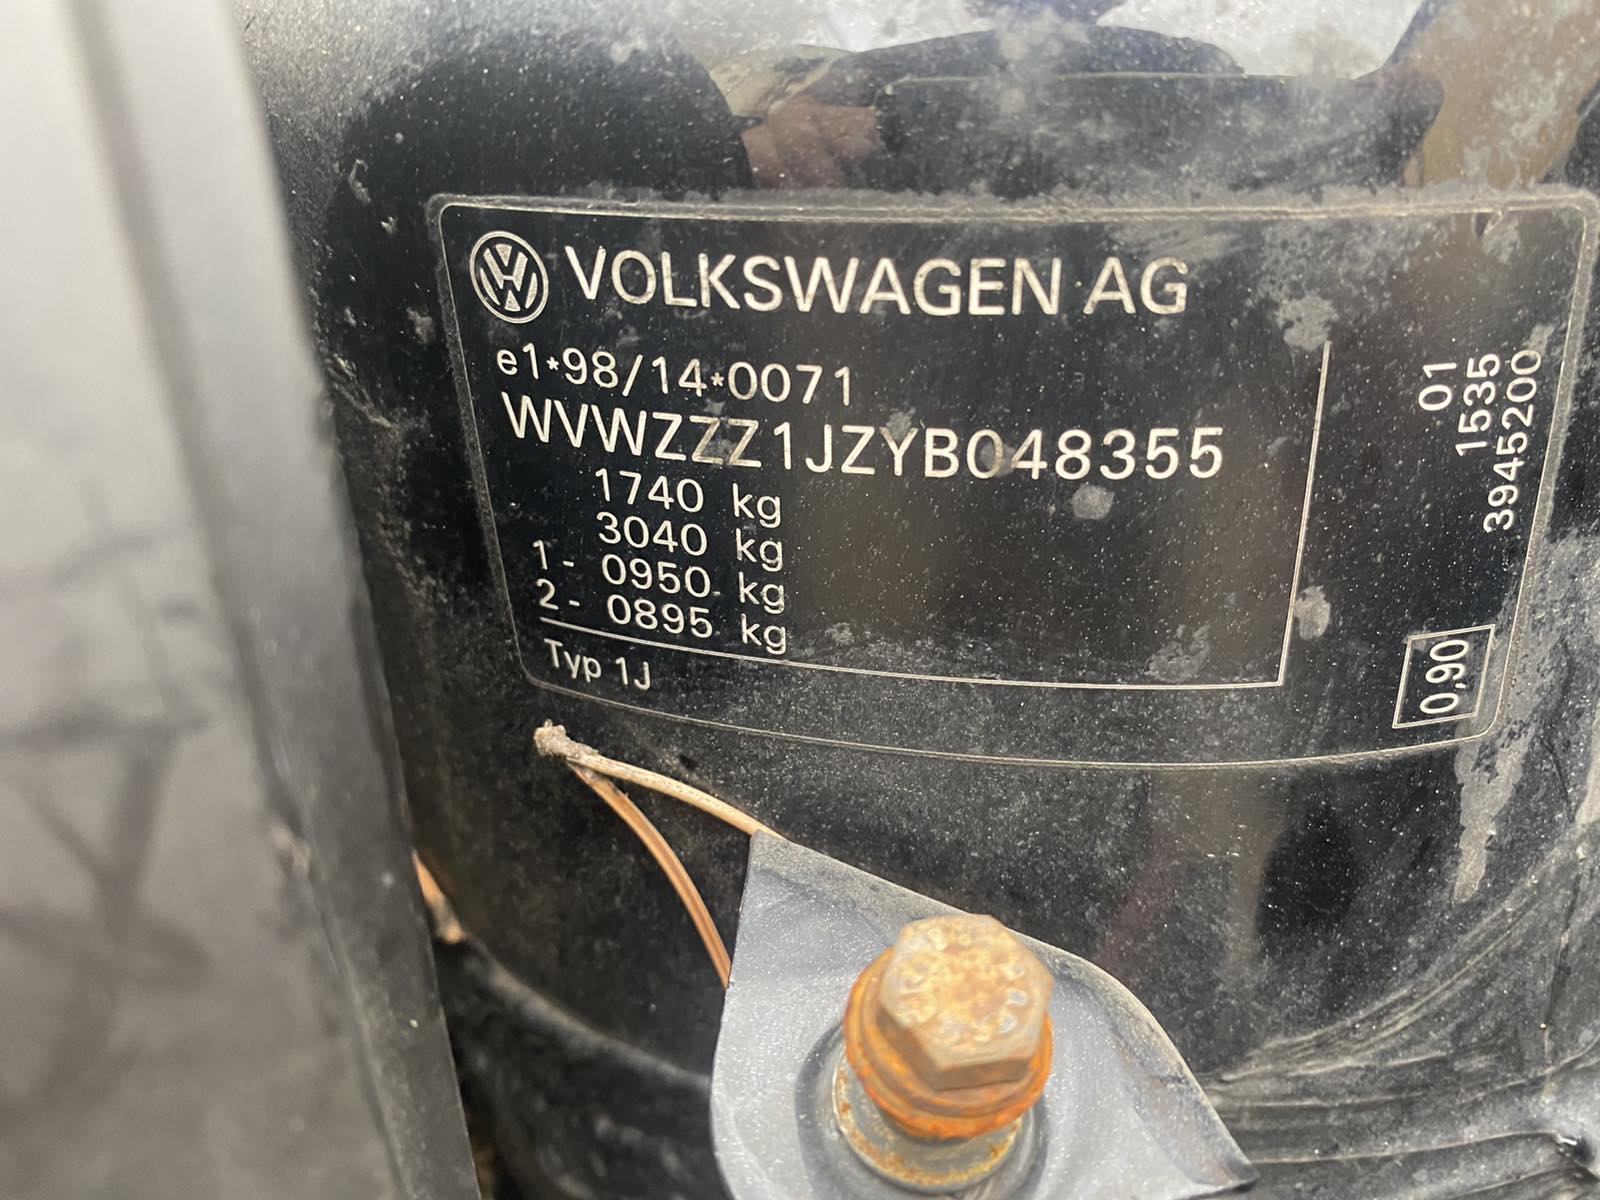 VOLKSWAGEN AG
e1*98/14*0071
WVWZZZ1JZYB048355
1740 kg
3040 kg
1- 0950 kg
2- 0895 kg
Typ 1J
01
1535
3945200
0,90